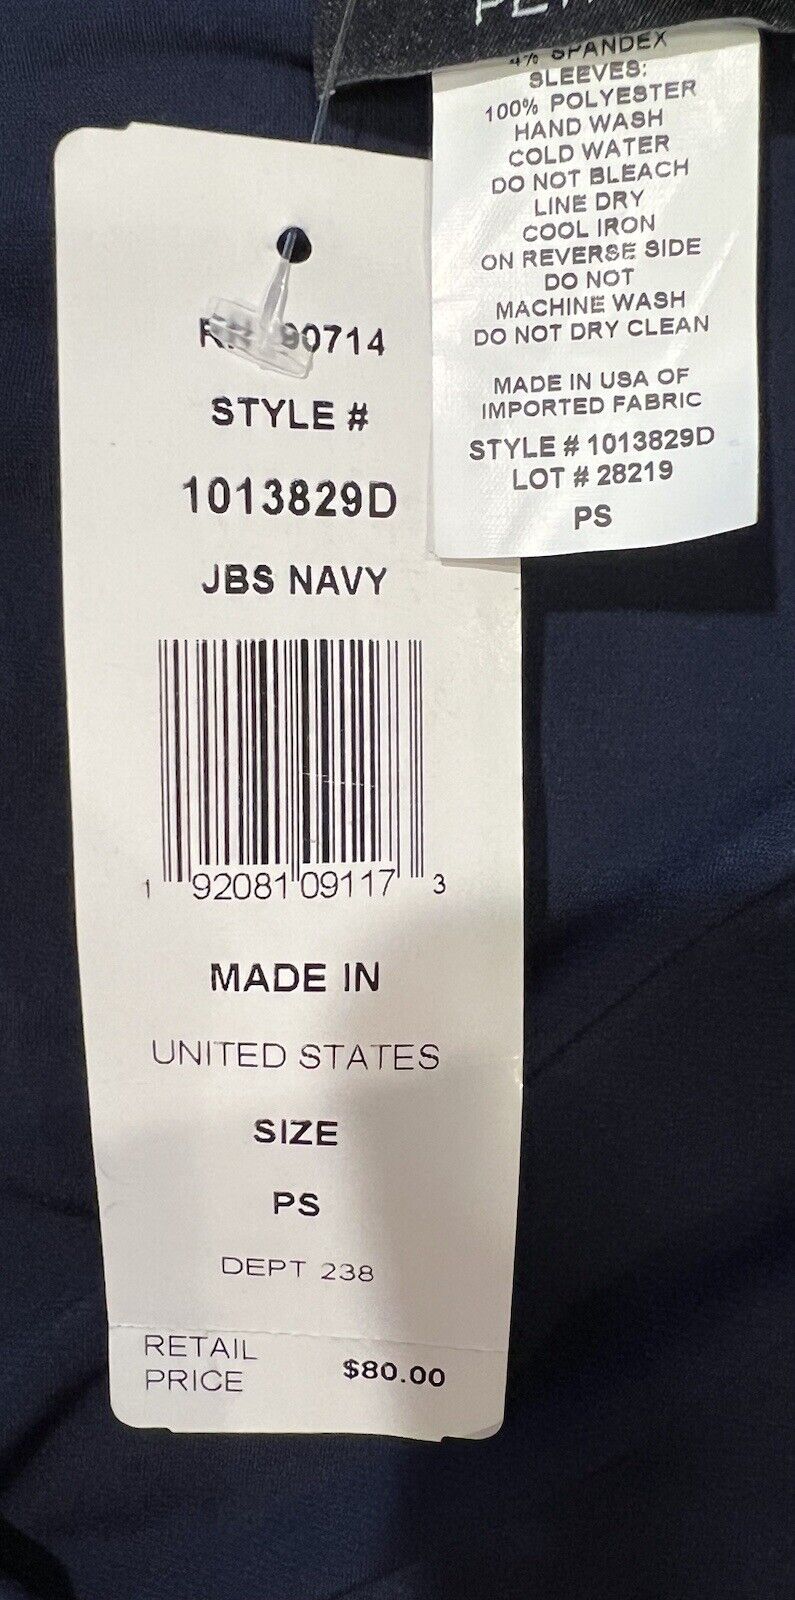 4% SPANDEX
SLEEVES:
100% POLYESTER
HAND WASH
COLD WATER
DO NOT BLEACH
LINE DRY
COOL IRON
ON REVERSE SIDE
DO NOT
MACHINE WASH
DO NOT DRY CLEAN
MADE IN USA OF
IMPORTED FABRIC
STYLE # 1013829D
LOT # 28219
PS
90714
STYLE #
1013829D
JBS NAVY
1 92081 09117 3
MADE IN
UNITED STATES
SIZE
PS
DEPT 238
RETAIL
PRICE $80.00